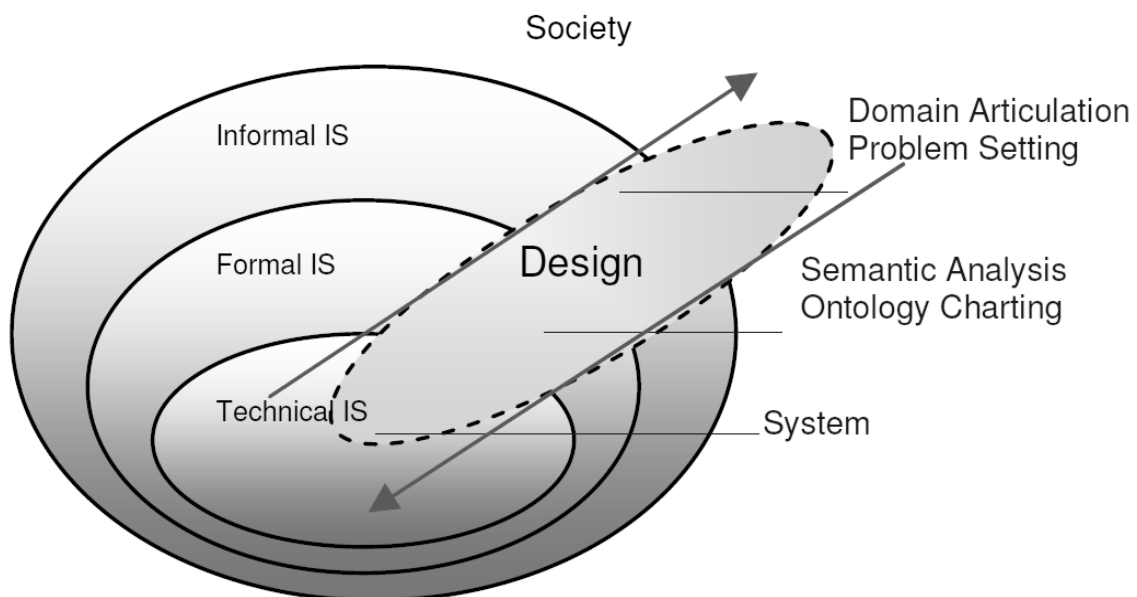 Society
Informal IS
Domain Articulation
Problem Setting
Formal IS
Design
Semantic Analysis
Ontology Charting
Technical IS
System